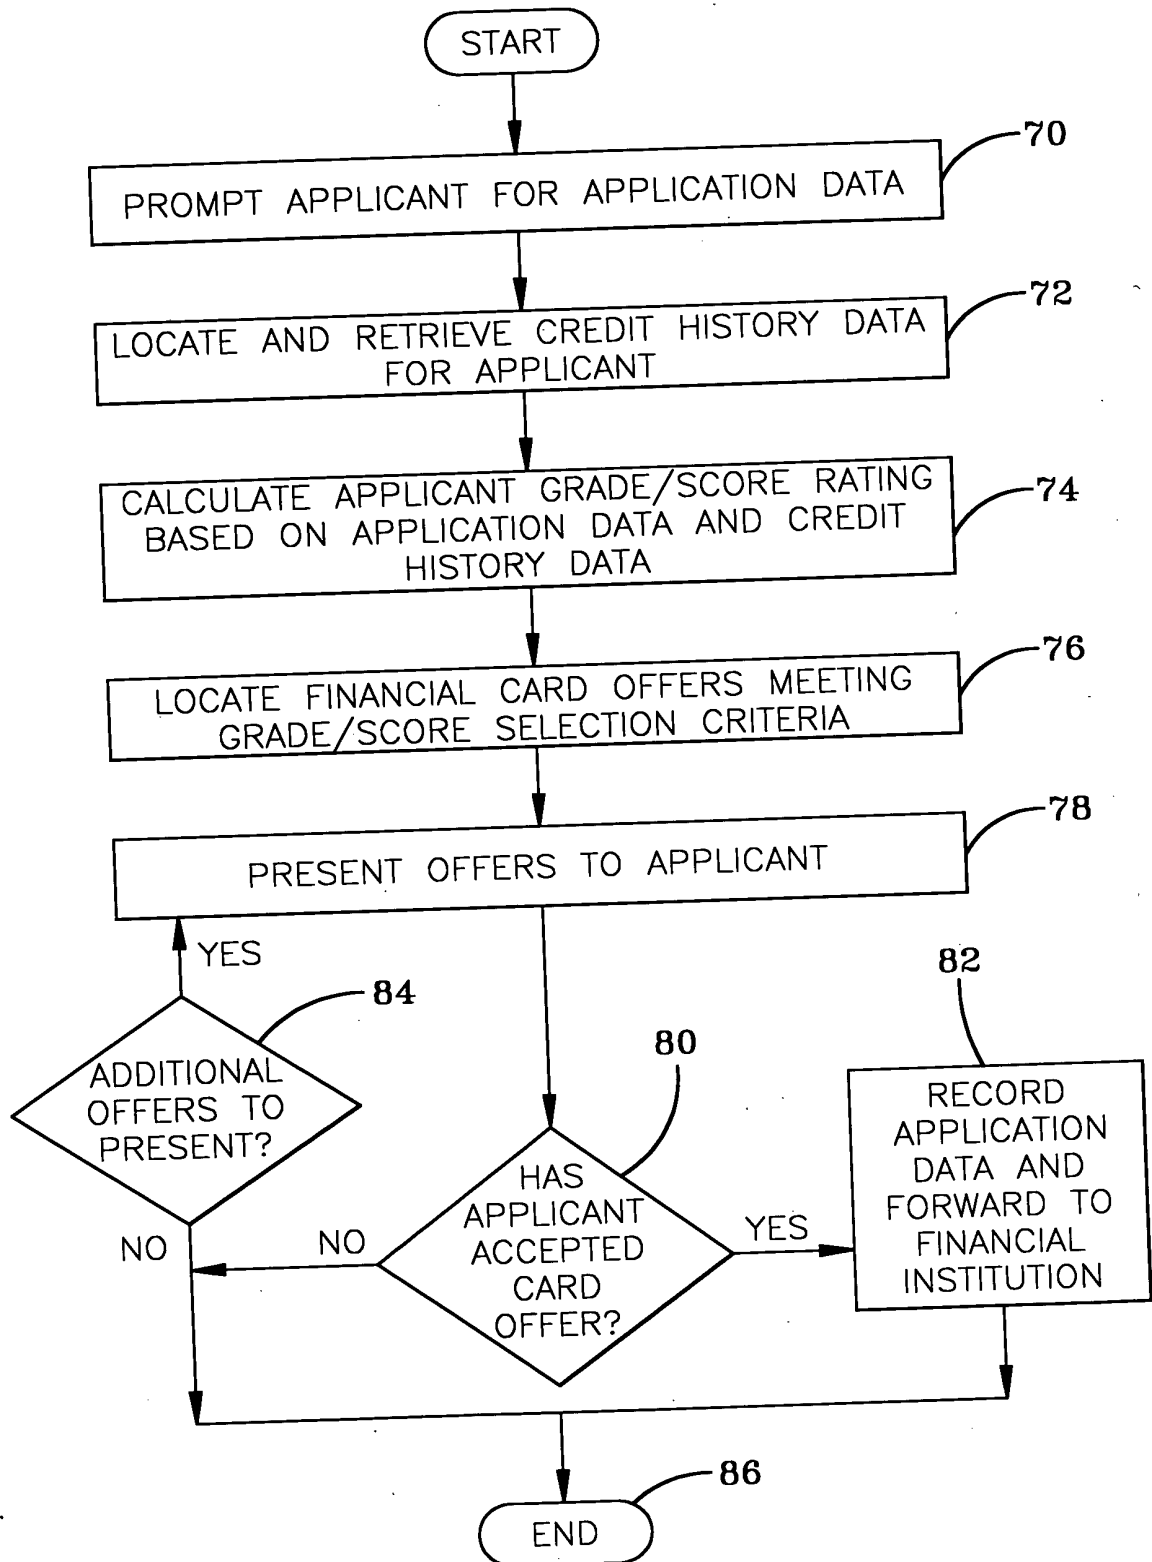 START
70
PROMPT APPLICANT FOR APPLICATION DATA
72
LOCATE AND RETRIEVE CREDIT HISTORY DATA
FOR APPLICANT
74
CALCULATE APPLICANT GRADE/SCORE RATING
BASED ON APPLICATION DATA AND CREDIT
HISTORY DATA
76
LOCATE FINANCIAL CARD OFFERS MEETING
GRADE/SCORE SELECTION CRITERIA
78
PRESENT OFFERS TO APPLICANT
YES
84
ADDITIONAL
OFFERS TO
PRESENT?
NO
80
HAS
APPLICANT
ACCEPTED
CARD
OFFER?
NO
YES
82
RECORD
APPLICATION
DATA AND
FORWARD TO
FINANCIAL
INSTITUTION
86
END